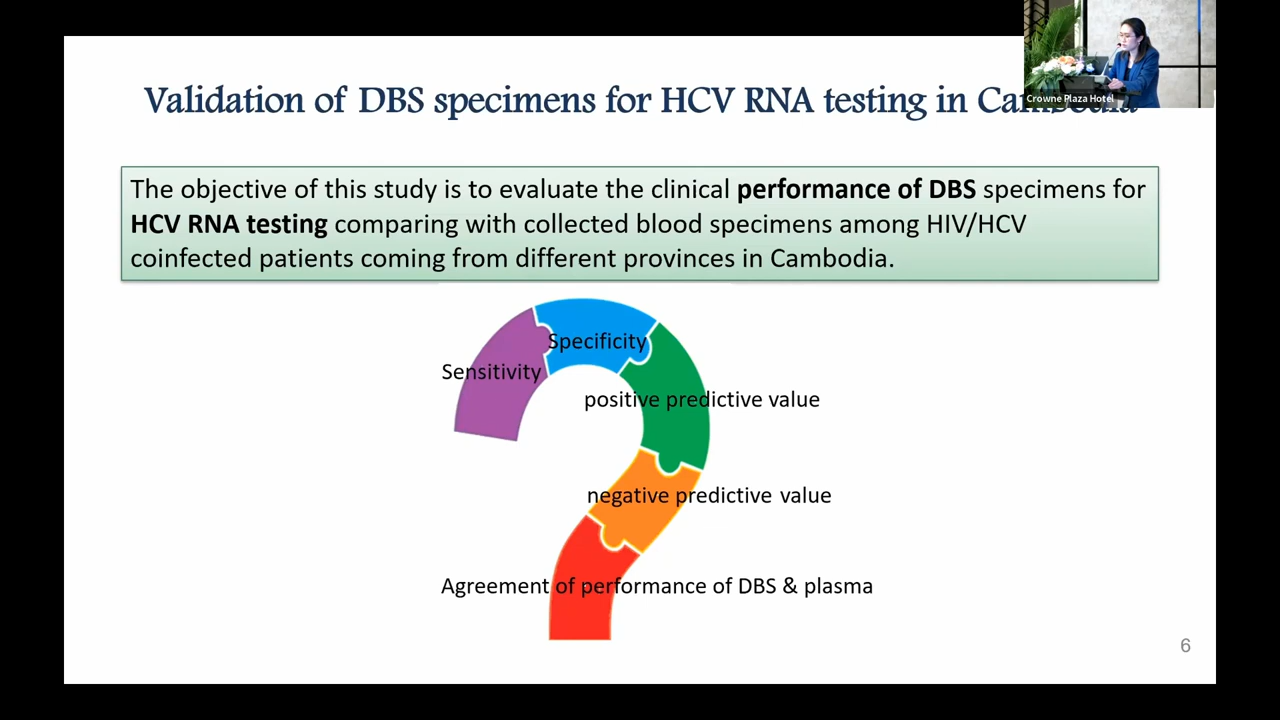 Validation of DBS specimens for HCV RNA testing in Cambodia
Crowne Plaza Hotel
The objective of this study is to evaluate the clinical performance of DBS specimens for
HCV RNA testing comparing with collected blood specimens among HIV/HCV
coinfected patients coming from different provinces in Cambodia.
Specificity
Sensitivity
positive predictive value
negative predictive value
Agreement of performance of DBS & plasma
6